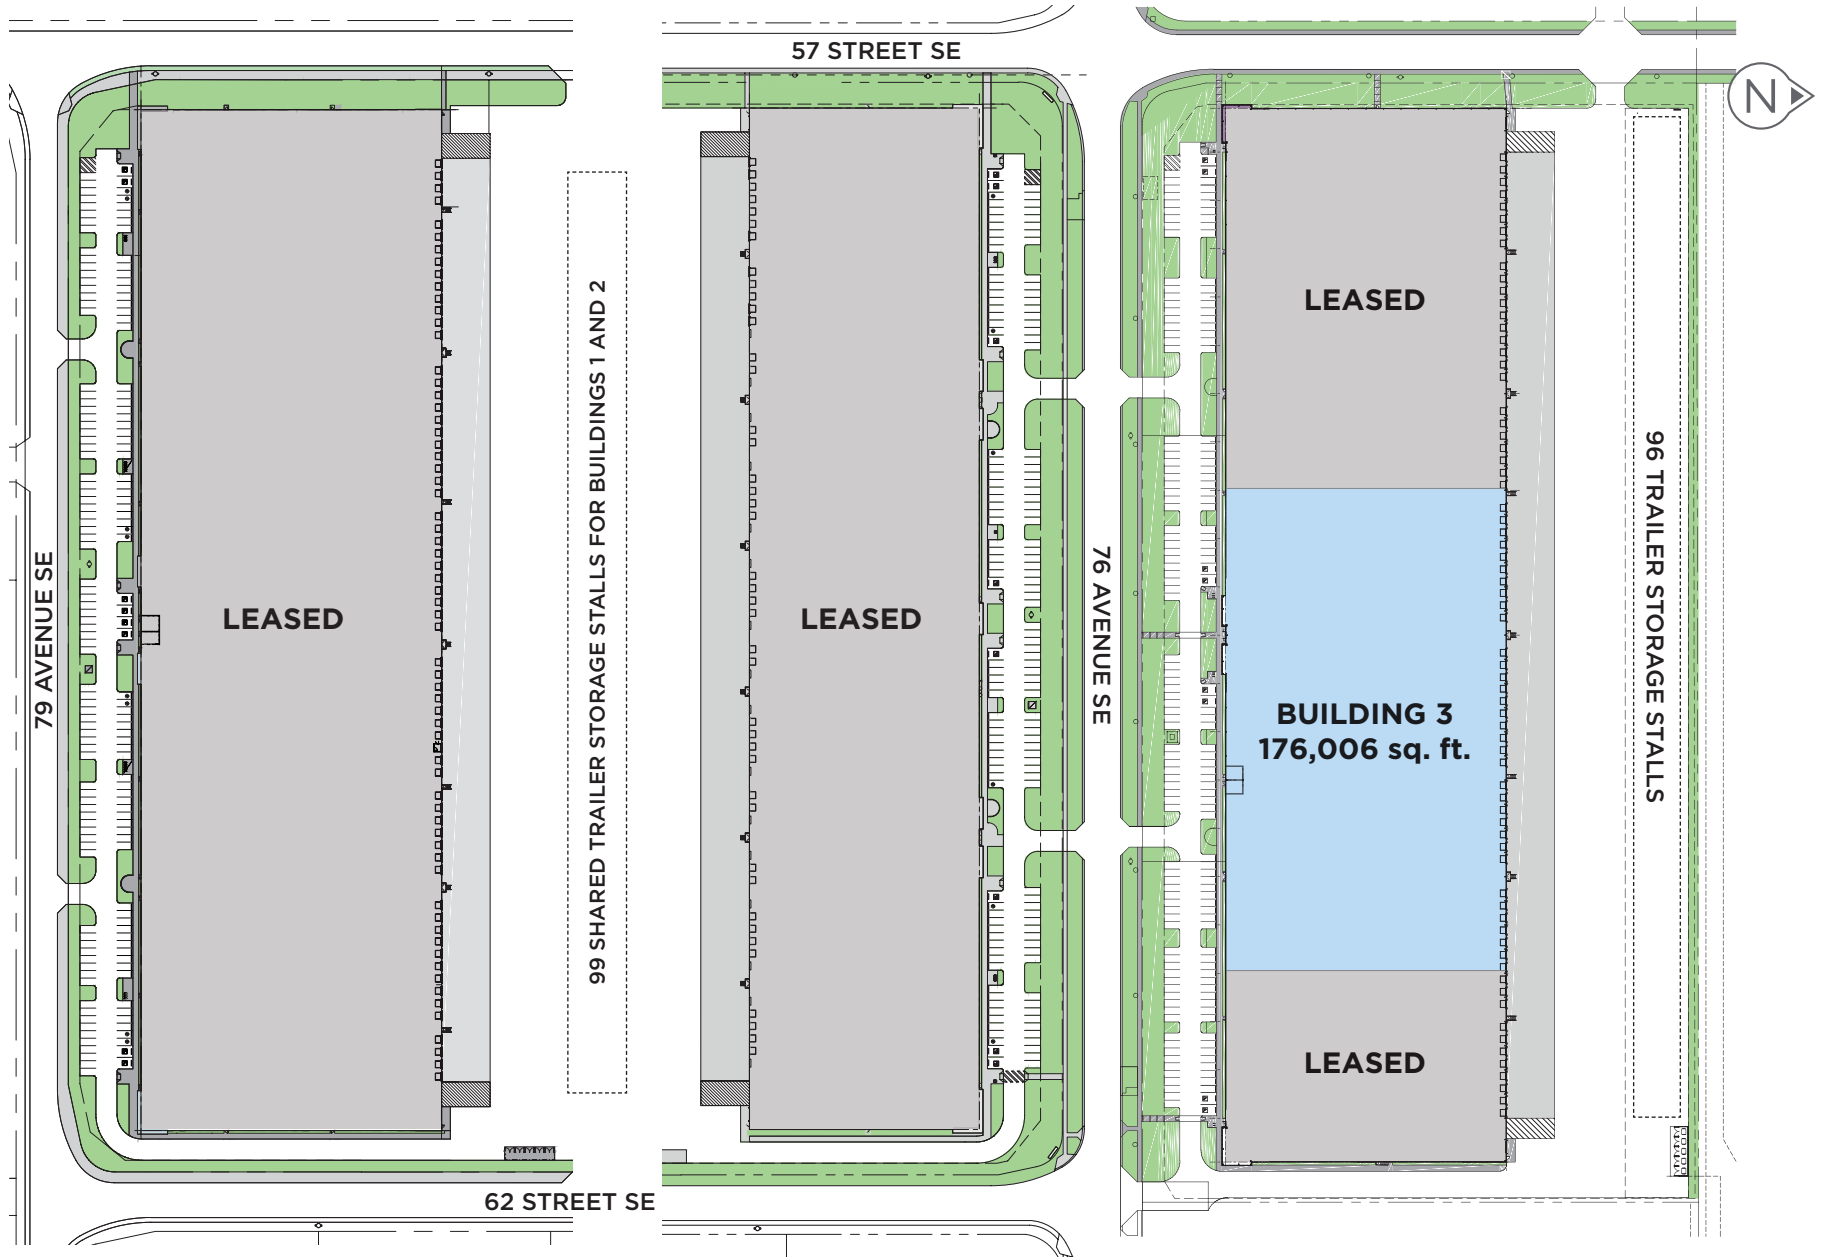 57 STREET SE
N
LEASED
79 AVENUE SE
LEASED
99 SHARED TRAILER STORAGE STALLS FOR BUILDINGS 1 AND 2
LEASED
76 AVENUE SE
BUILDING 3
176,006 sq. ft.
96 TRAILER STORAGE STALLS
LEASED
62 STREET SE